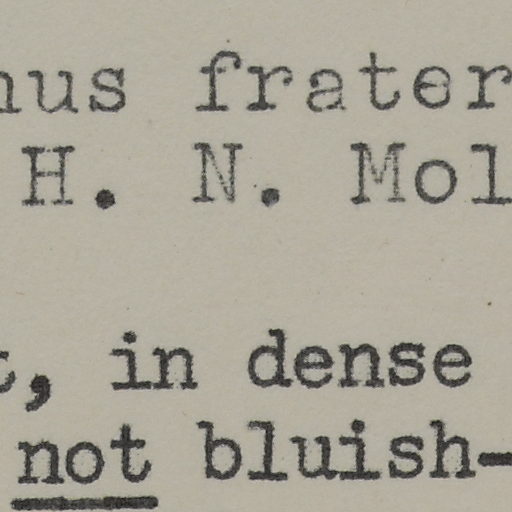 nus frater
H. N. Mol
t, in dense
not bluish-